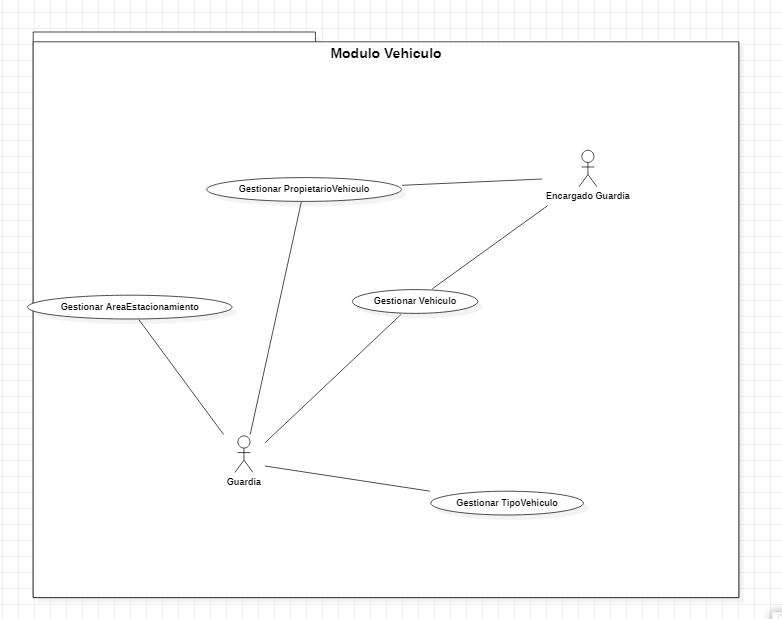 Modulo Vehiculo
Gestionar PropietarioVehiculo
Encargado Guardia
Gestionar AreaEstacionamiento
Gestionar Vehiculo
Guardia
Gestionar TipoVehiculo